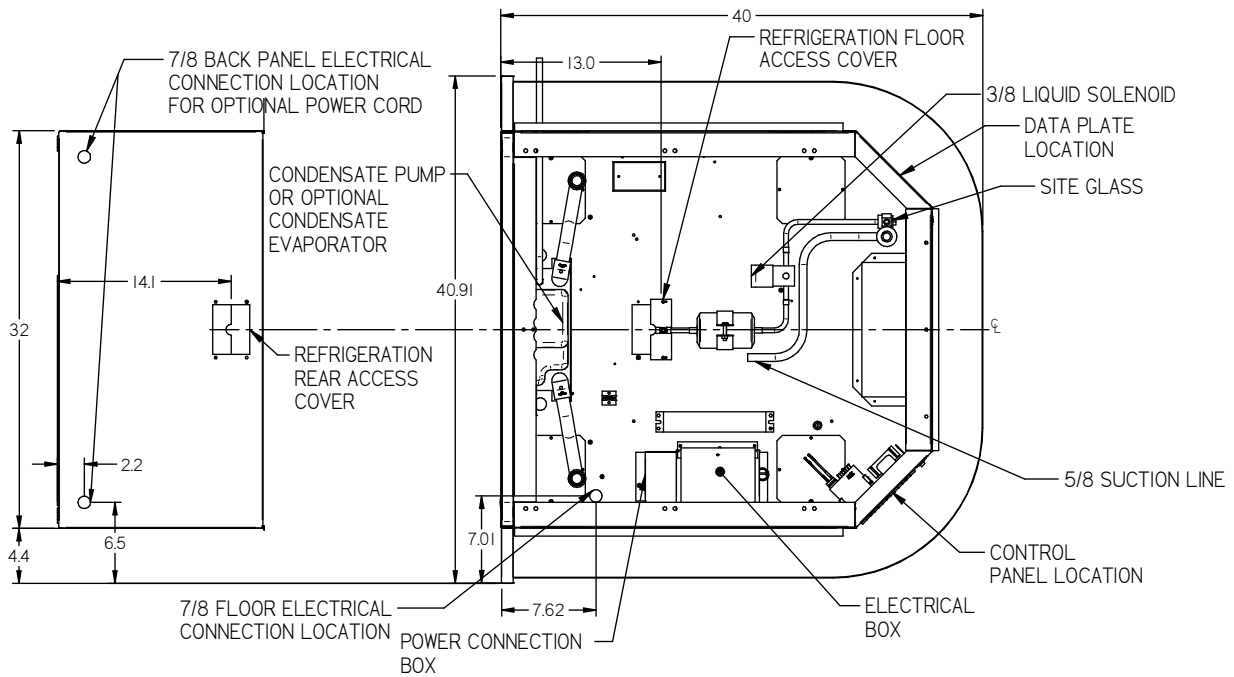 40
7/8 BACK PANEL ELECTRICAL
CONNECTION LOCATION
FOR OPTIONAL POWER CORD
13.0
REFRIGERATION FLOOR
ACCESS COVER
3/8 LIQUID SOLENOID
DATA PLATE
LOCATION
SITE GLASS
CONDENSATE PUMP
OR OPTIONAL
CONDENSATE
EVAPORATOR
14.1
40.91
32
REFRIGERATION
REAR ACCESS
COVER
CL
2.2
5/8 SUCTION LINE
4.4
6.5
7.01
CONTROL
PANEL LOCATION
7/8 FLOOR ELECTRICAL
CONNECTION LOCATION
7.62
ELECTRICAL
BOX
POWER CONNECTION
BOX